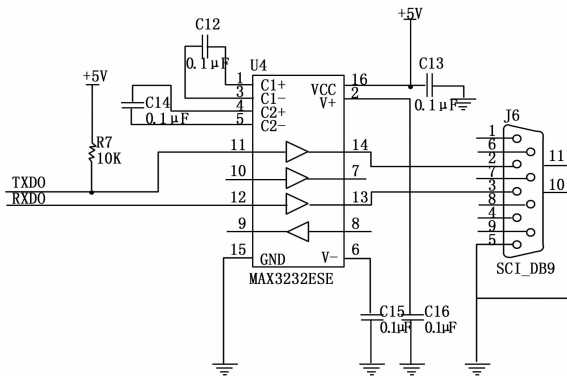 C12
+5V
U4
0.1μF
C13
+5V
1
C1+
VCC
16
3
C1-
V+
2
0.1μF
4
C2+
J6
C14
5
C2-
0.1μF
1
6
R7
11
14
2
11
10K
10
7
7
TXDO
3
10
RXDO
12
13
8
4
9
8
9
15
GND
V-
6
5
MAX3232ESE
SCI_DB9
C15
C16
0.1μF
0.1μF